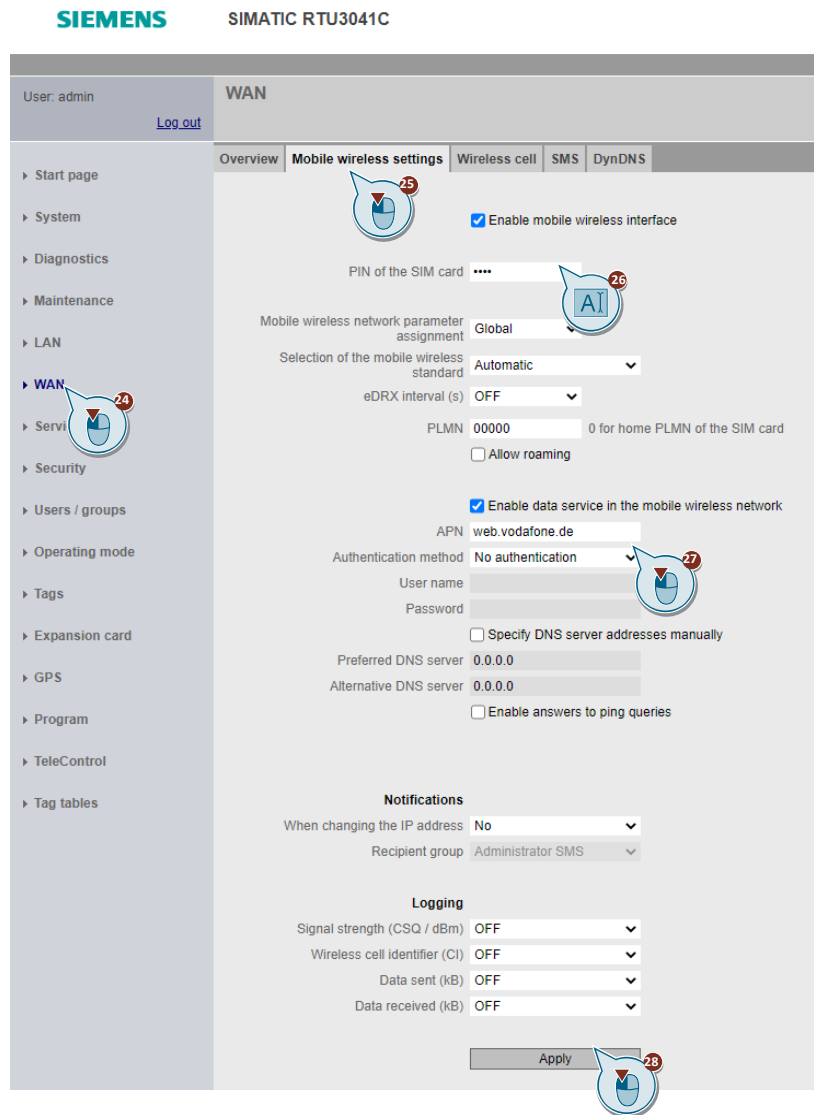 SIEMENS SIMATIC RTU3041C
User: admin
Log out
WAN
Start page
System
Diagnostics
Maintenance
LAN
WAN
24
Servi
Security
Users / groups
Operating mode
Tags
Expansion card
GPS
Program
TeleControl
Tag tables
Overview Mobile wireless settings Wireless cell SMS DynDNS
25
Enable mobile wireless interface
PIN of the SIM card ••••
26
A
Mobile wireless network parameter
assignment Global
Selection of the mobile wireless
standard Automatic
eDRX interval (s) OFF
PLMN 00000 0 for home PLMN of the SIM card
Allow roaming
Enable data service in the mobile wireless network
APN web.vodafone.de
Authentication method No authentication
27
User name
Password
Specify DNS server addresses manually
Preferred DNS server 0.0.0.0
Alternative DNS server 0.0.0.0
Enable answers to ping queries
Notifications
When changing the IP address No
Recipient group Administrator SMS
Logging
Signal strength (CSQ / dBm) OFF
Wireless cell identifier (CI) OFF
Data sent (kB) OFF
Data received (kB) OFF
Apply
28